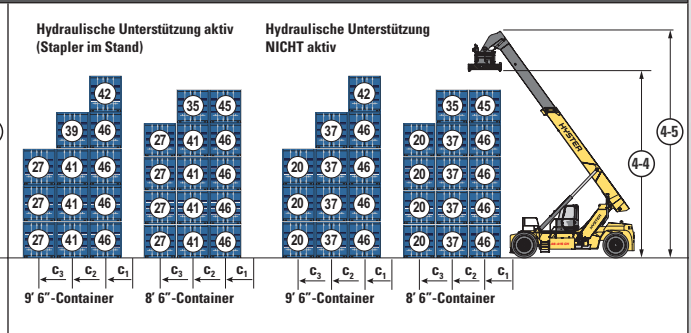 Hydraulische Unterstützung aktiv
(Stapler im Stand)
Hydraulische Unterstützung
NICHT aktiv
42
35 45
42
35 45
39 46
27 41 46
37 46
20 37 46
27 41 46
27 41 46
20 37 46
20 37 46
27 41 46
27 41 46
20 37 46
20 37 46
27 41 46
27 41 46
20 37 46
20 37 46
HYSTER
4-5
4-4
c3 c2 c1
c3 c2 c1
c3 c2 c1
c3 c2 c1
9′ 6″-Container
8′ 6″-Container
9′ 6″-Container
8′ 6″-Container